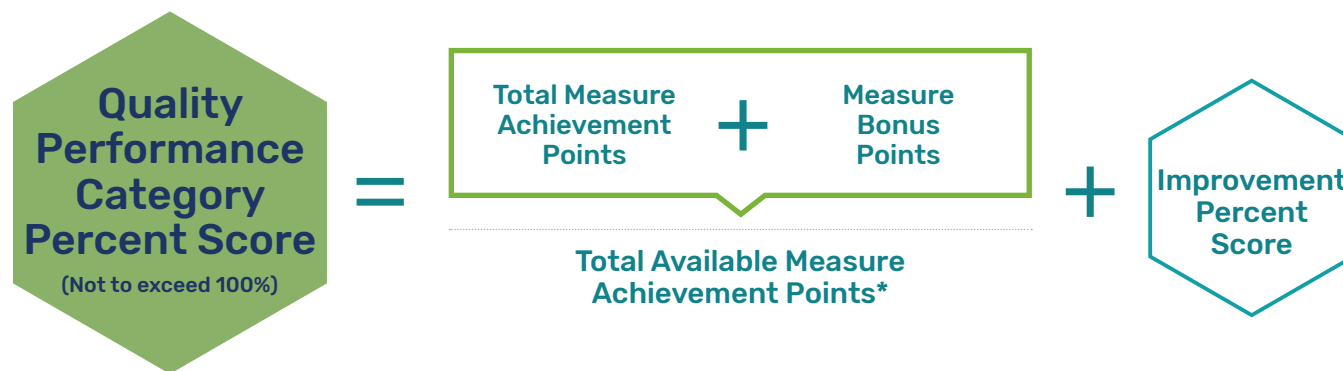 Quality
Performance
Category
Percent Score
(Not to exceed 100%)
=
Total Measure
Achievement
Points
+
Measure
Bonus
Points
Total Available Measure
Achievement Points*
+
Improvement
Percent
Score